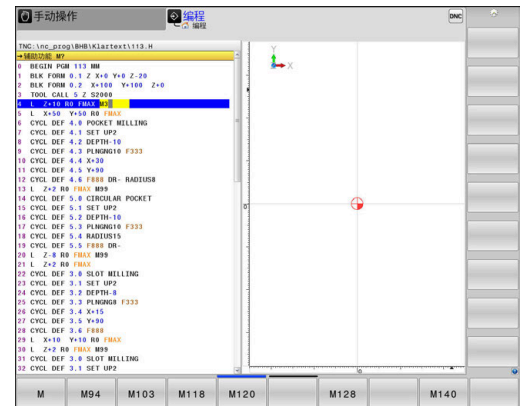 手动操作
编程
编程
DNC
TNC:\nc_prog\BHB\Klartext\113.H
→辅助功能 M?
0 BEGIN PGM 113 MM
1 BLK FORM 0.1 Z X+0 Y+0 Z-20
2 BLK FORM 0.2 X+100 Y+100 Z+0
3 TOOL CALL 5 Z S2000
4 L Z+10 R0 FMAX M3
5 L X+50 Y+50 R0 FMAX
6 CYCL DEF 4.0 POCKET MILLING
7 CYCL DEF 4.1 SET UP2
8 CYCL DEF 4.2 DEPTH-10
9 CYCL DEF 4.3 PLNGNG10 F333
10 CYCL DEF 4.4 X+30
11 CYCL DEF 4.5 Y+90
12 CYCL DEF 4.6 F888 DR- RADIUS8
13 L Z+2 R0 FMAX M99
14 CYCL DEF 5.0 CIRCULAR POCKET
15 CYCL DEF 5.1 SET UP2
16 CYCL DEF 5.2 DEPTH-10
17 CYCL DEF 5.3 PLNGNG10 F333
18 CYCL DEF 5.4 RADIUS15
19 CYCL DEF 5.5 F888 DR-
20 L Z-8 R0 FMAX M99
21 L Z+2 R0 FMAX
22 CYCL DEF 3.0 SLOT MILLING
23 CYCL DEF 3.1 SET UP2
24 CYCL DEF 3.2 DEPTH-8
25 CYCL DEF 3.3 PLNGNG8 F333
26 CYCL DEF 3.4 X+15
27 CYCL DEF 3.5 Y+90
28 CYCL DEF 3.6 F888
29 L X+10 Y+10 R0 FMAX
30 L Z+2 R0 FMAX M99
31 CYCL DEF 3.0 SLOT MILLING
32 CYCL DEF 3.1 SET UP2
Y
X
0
0
M M94 M103 M118 M120 M128 M140